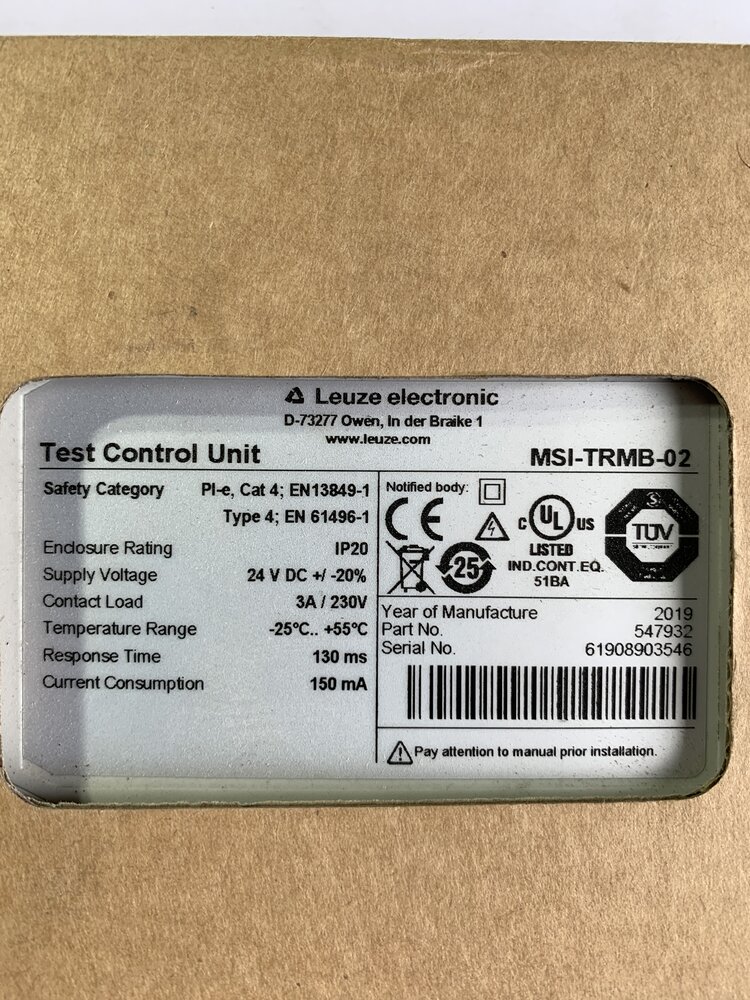 Leuze electronic
D-73277 Owen, In der Braike 1
www.leuze.com
Test Control Unit MSI-TRMB-02
Safety Category Pl-e, Cat 4; EN13849-1
Type 4; EN 61496-1
Enclosure Rating IP20
Supply Voltage 24 V DC +/ -20%
Contact Load 3A / 230V
Temperature Range -25°C.. +55°C
Response Time 130 ms
Current Consumption 150 mA
Notified body:
CE
25
c UL US
LISTED
IND.CONT.EQ.
51BA
S
TÜV
Year of Manufacture 2019
Part No. 547932
Serial No. 61908903546
Pay attention to manual prior installation.